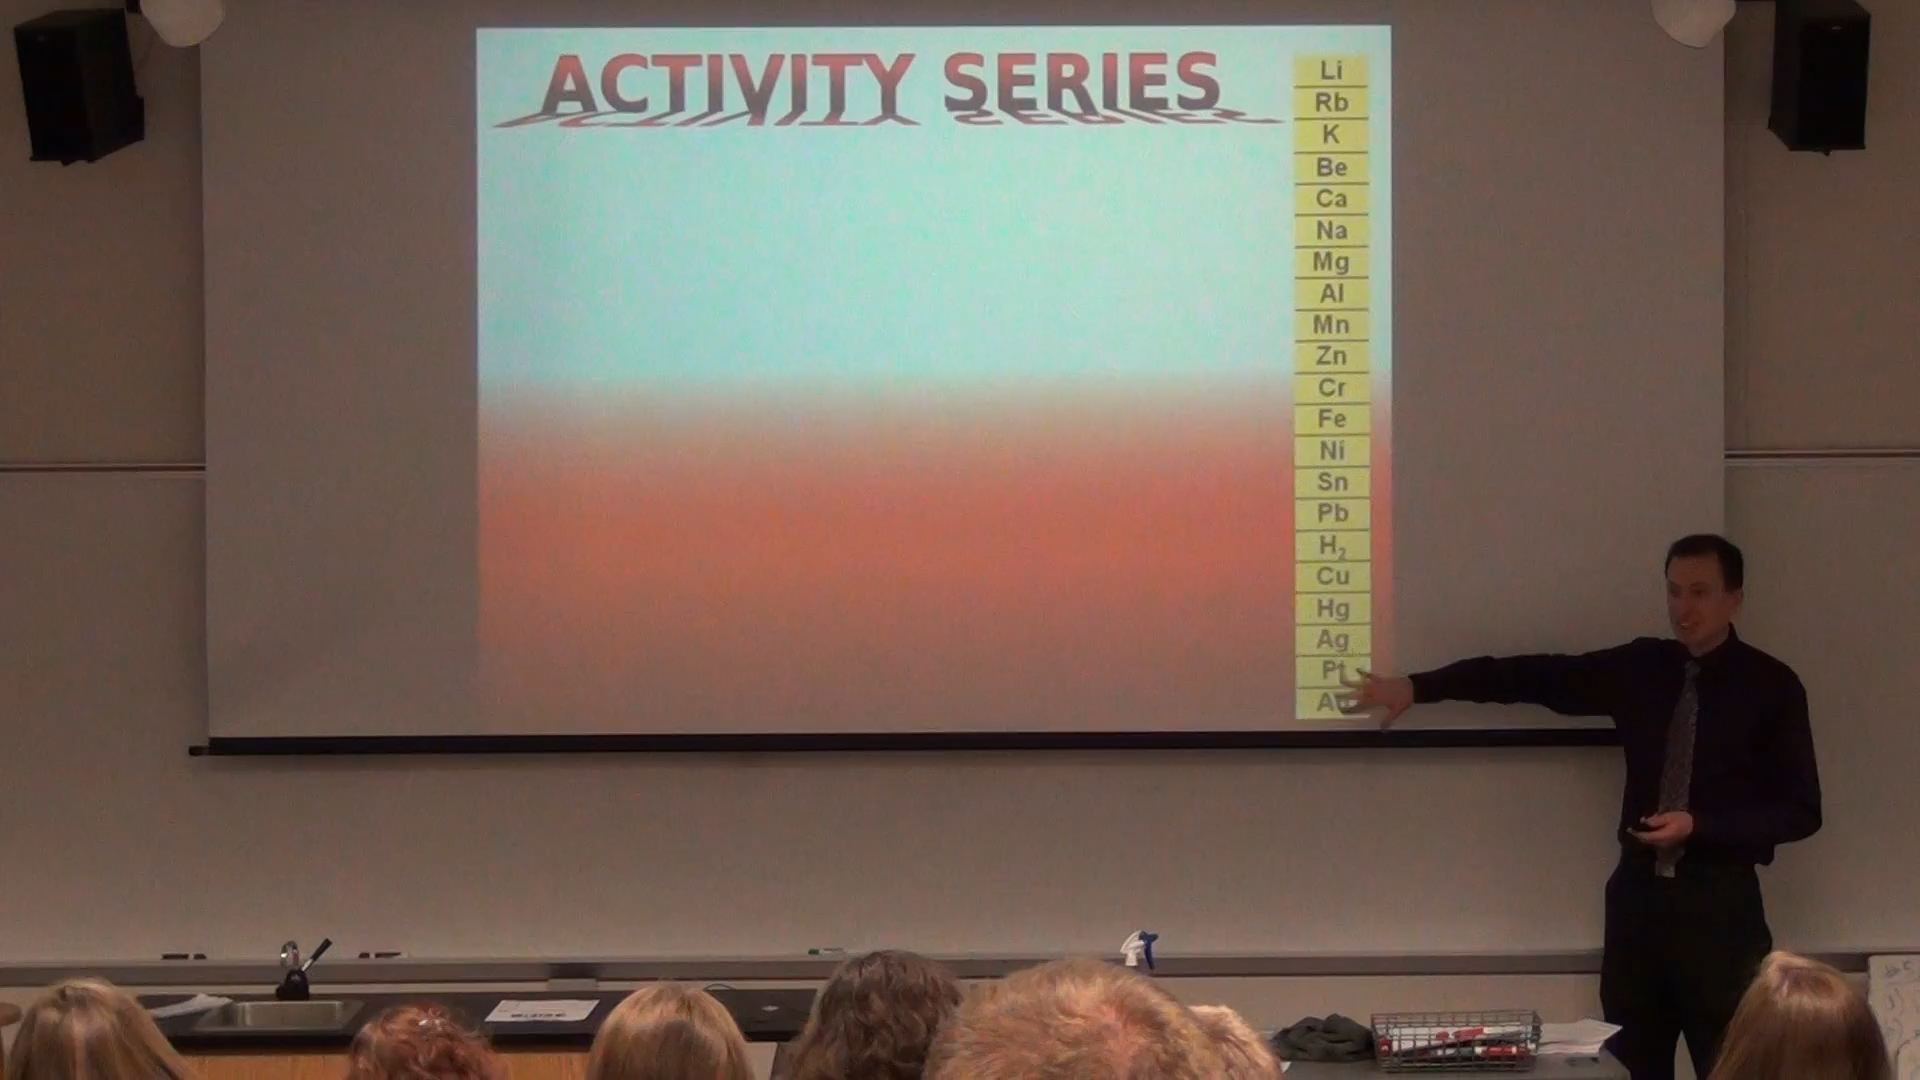 ACTIVITY SERIES
Li
Rb
K
Be
Ca
Na
Mg
Al
Mn
Zn
Cr
Fe
Ni
Sn
Pb
H₂
Cu
Hg
Ag
Pt